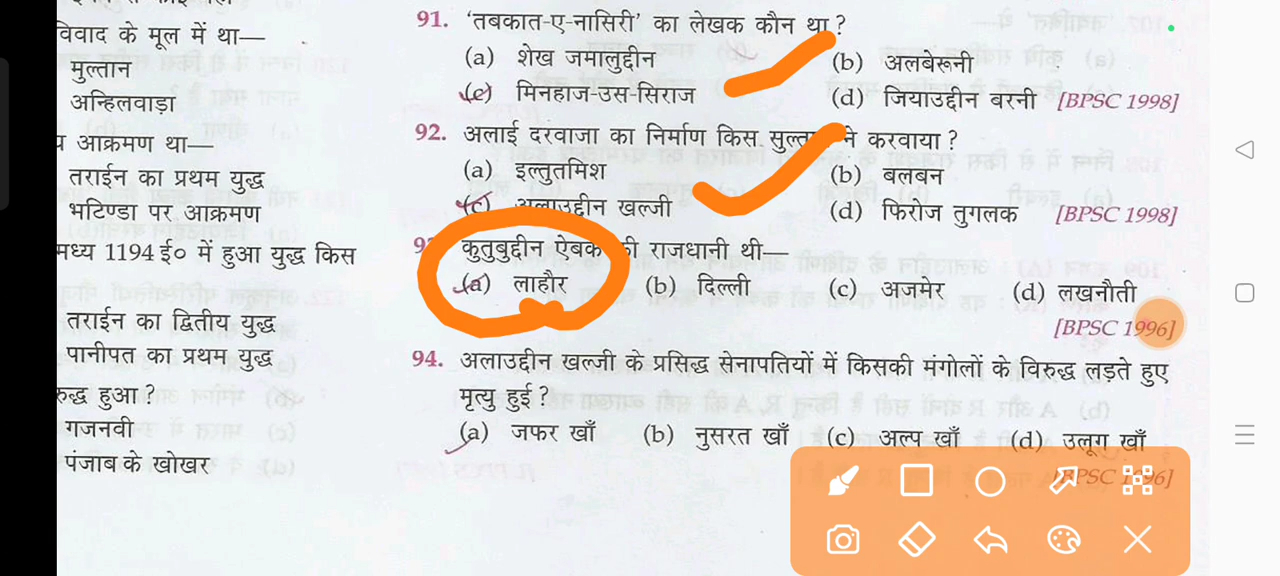 विवाद के मूल में था—
मुल्तान
अन्हिलवाड़ा
आक्रमण था—
तराईन का प्रथम युद्ध
भटिण्डा पर आक्रमण
मध्य 1194 ई० में हुआ युद्ध किस
तराईन का द्वितीय युद्ध
पानीपत का प्रथम युद्ध
हुआ ?
गजनवी
पंजाब के खोखर
91. ‘तबकात-ए-नासिरी’ का लेखक कौन था ?
(a) शेख जमालुद्दीन (b) अलबेरूनी
(c) मिनहाज-उस-सिराज (d) जियाउद्दीन बरनी [BPSC 1998]
92. अलाई दरवाजा का निर्माण किस ने करवाया ?
(a) इल्तुतमिश (b) बलबन
(c) अलाउद्दीन खल्जी (d) फिरोज तुगलक [BPSC 1998]
कुतुबुद्दीन ऐबक की राजधानी थी—
(a) लाहौर (b) दिल्ली (c) अजमेर (d) लखनौती
[BPSC 1996]
94. अलाउद्दीन खल्जी के प्रसिद्ध सेनापतियों में किसकी मंगोलों के विरुद्ध लड़ते हुए
मृत्यु हुई ?
(a) जफर खाँ (b) नुसरत खाँ (c) अल्प खाँ (d) उलूग खाँ
[BPSC 1996]